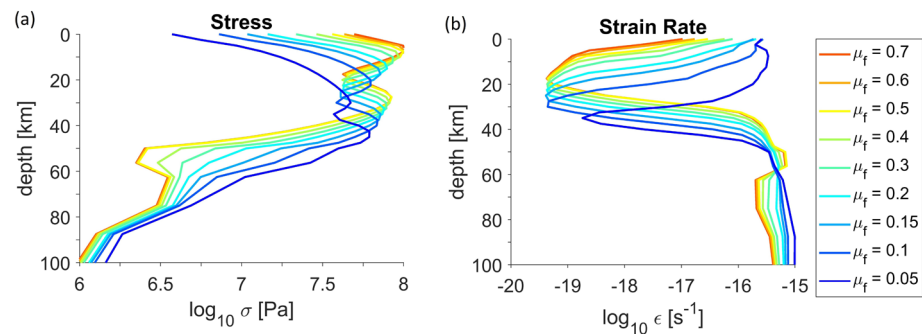 (a)
Stress
0
20
40
60
80
100
depth [km]
6
6.5
7
7.5
8
log10 σ [Pa]
(b)
Strain Rate
0
20
40
60
80
100
depth [km]
-20
-19
-18
-17
-16
-15
log10 ϵ [s-1]
μf = 0.7
μf = 0.6
μf = 0.5
μf = 0.4
μf = 0.3
μf = 0.2
μf = 0.15
μf = 0.1
μf = 0.05